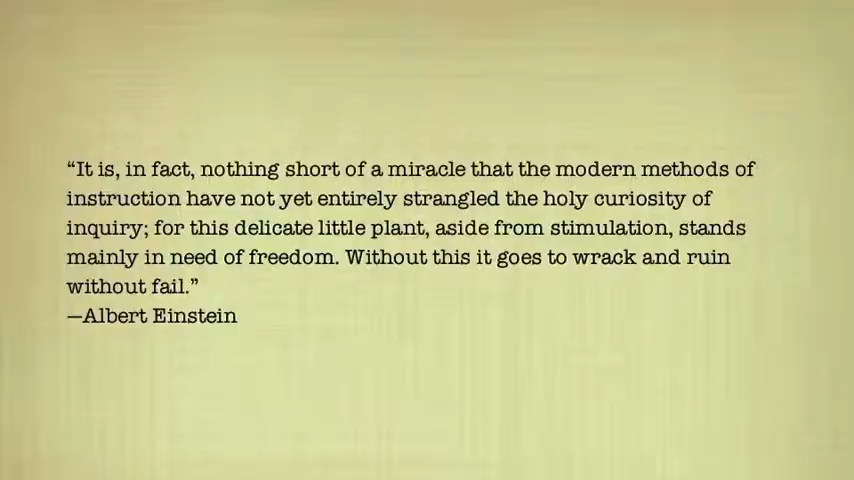 “It is, in fact, nothing short of a miracle that the modern methods of
instruction have not yet entirely strangled the holy curiosity of
inquiry; for this delicate little plant, aside from stimulation, stands
mainly in need of freedom. Without this it goes to wrack and ruin
without fail.”
—Albert Einstein